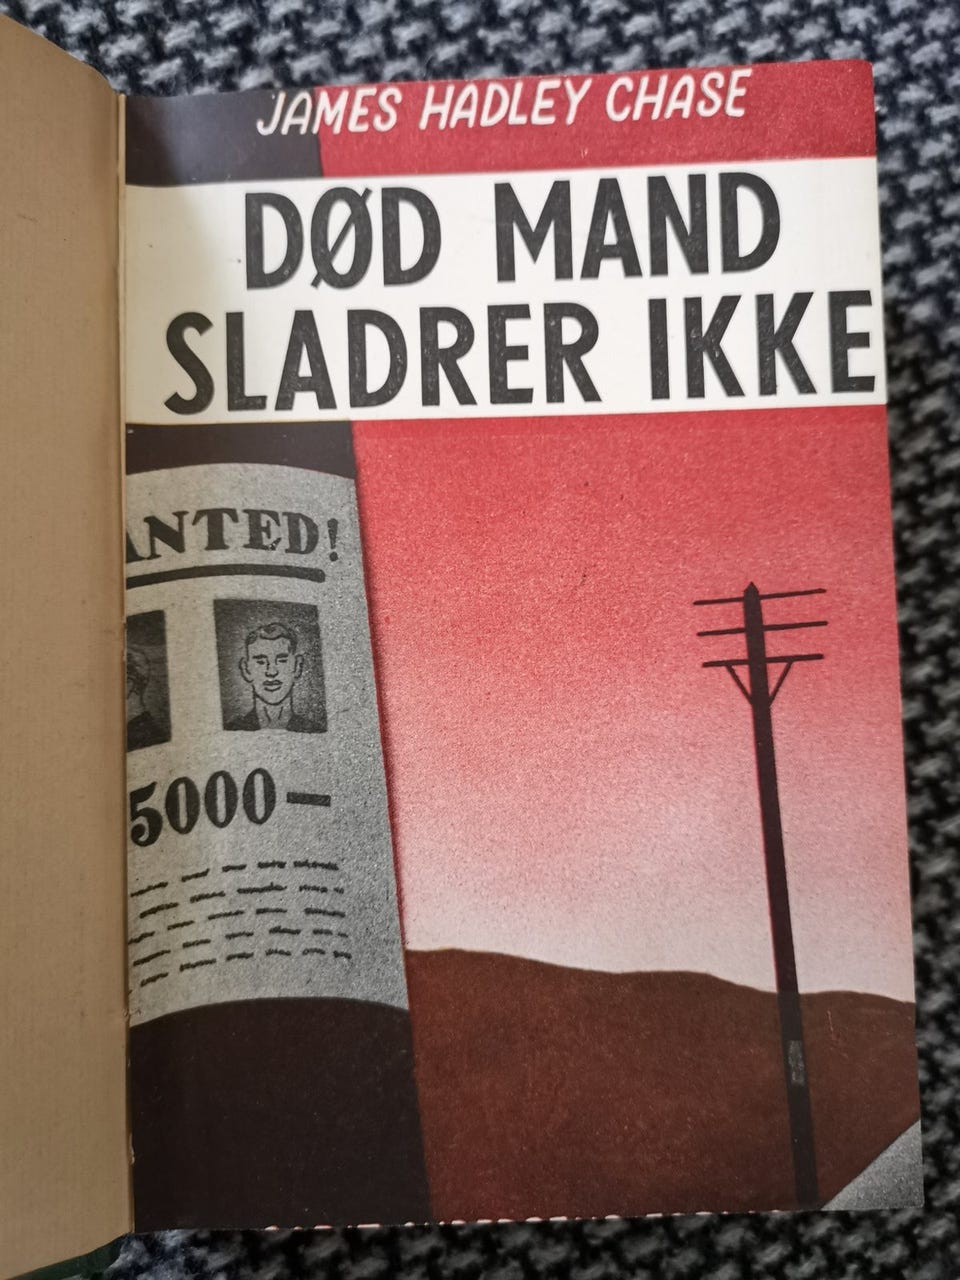 JAMES HADLEY CHASE
DØD MAND
SLADRER IKKE
ANTED!
5000—